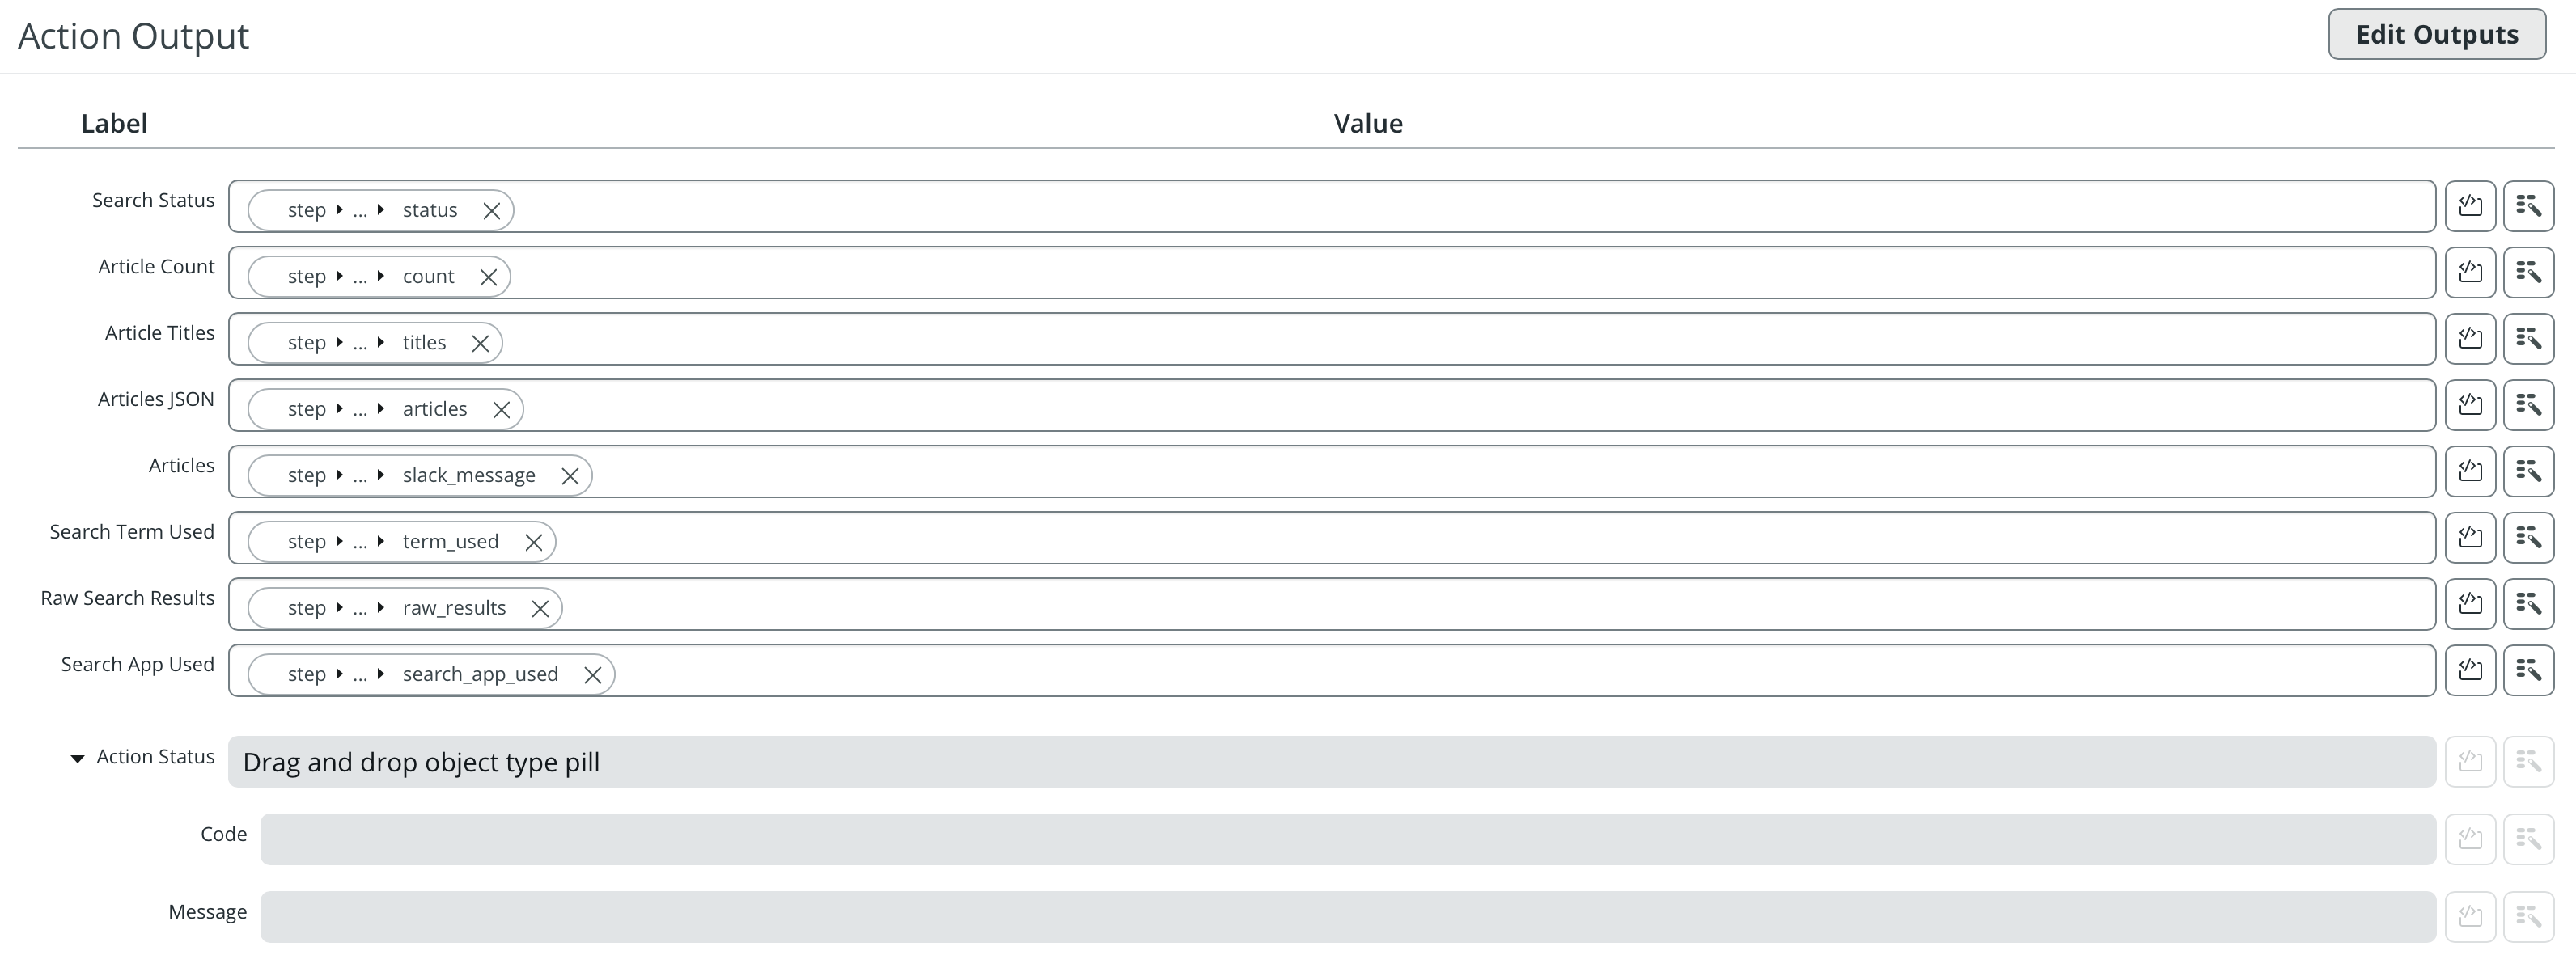 Action Output
Edit Outputs
Label Value
Search Status step ... status
Article Count step ... count
Article Titles step ... titles
Articles JSON step ... articles
Articles step ... slack_message
Search Term Used step ... term_used
Raw Search Results step ... raw_results
Search App Used step ... search_app_used
Action Status Drag and drop object type pill
Code
Message